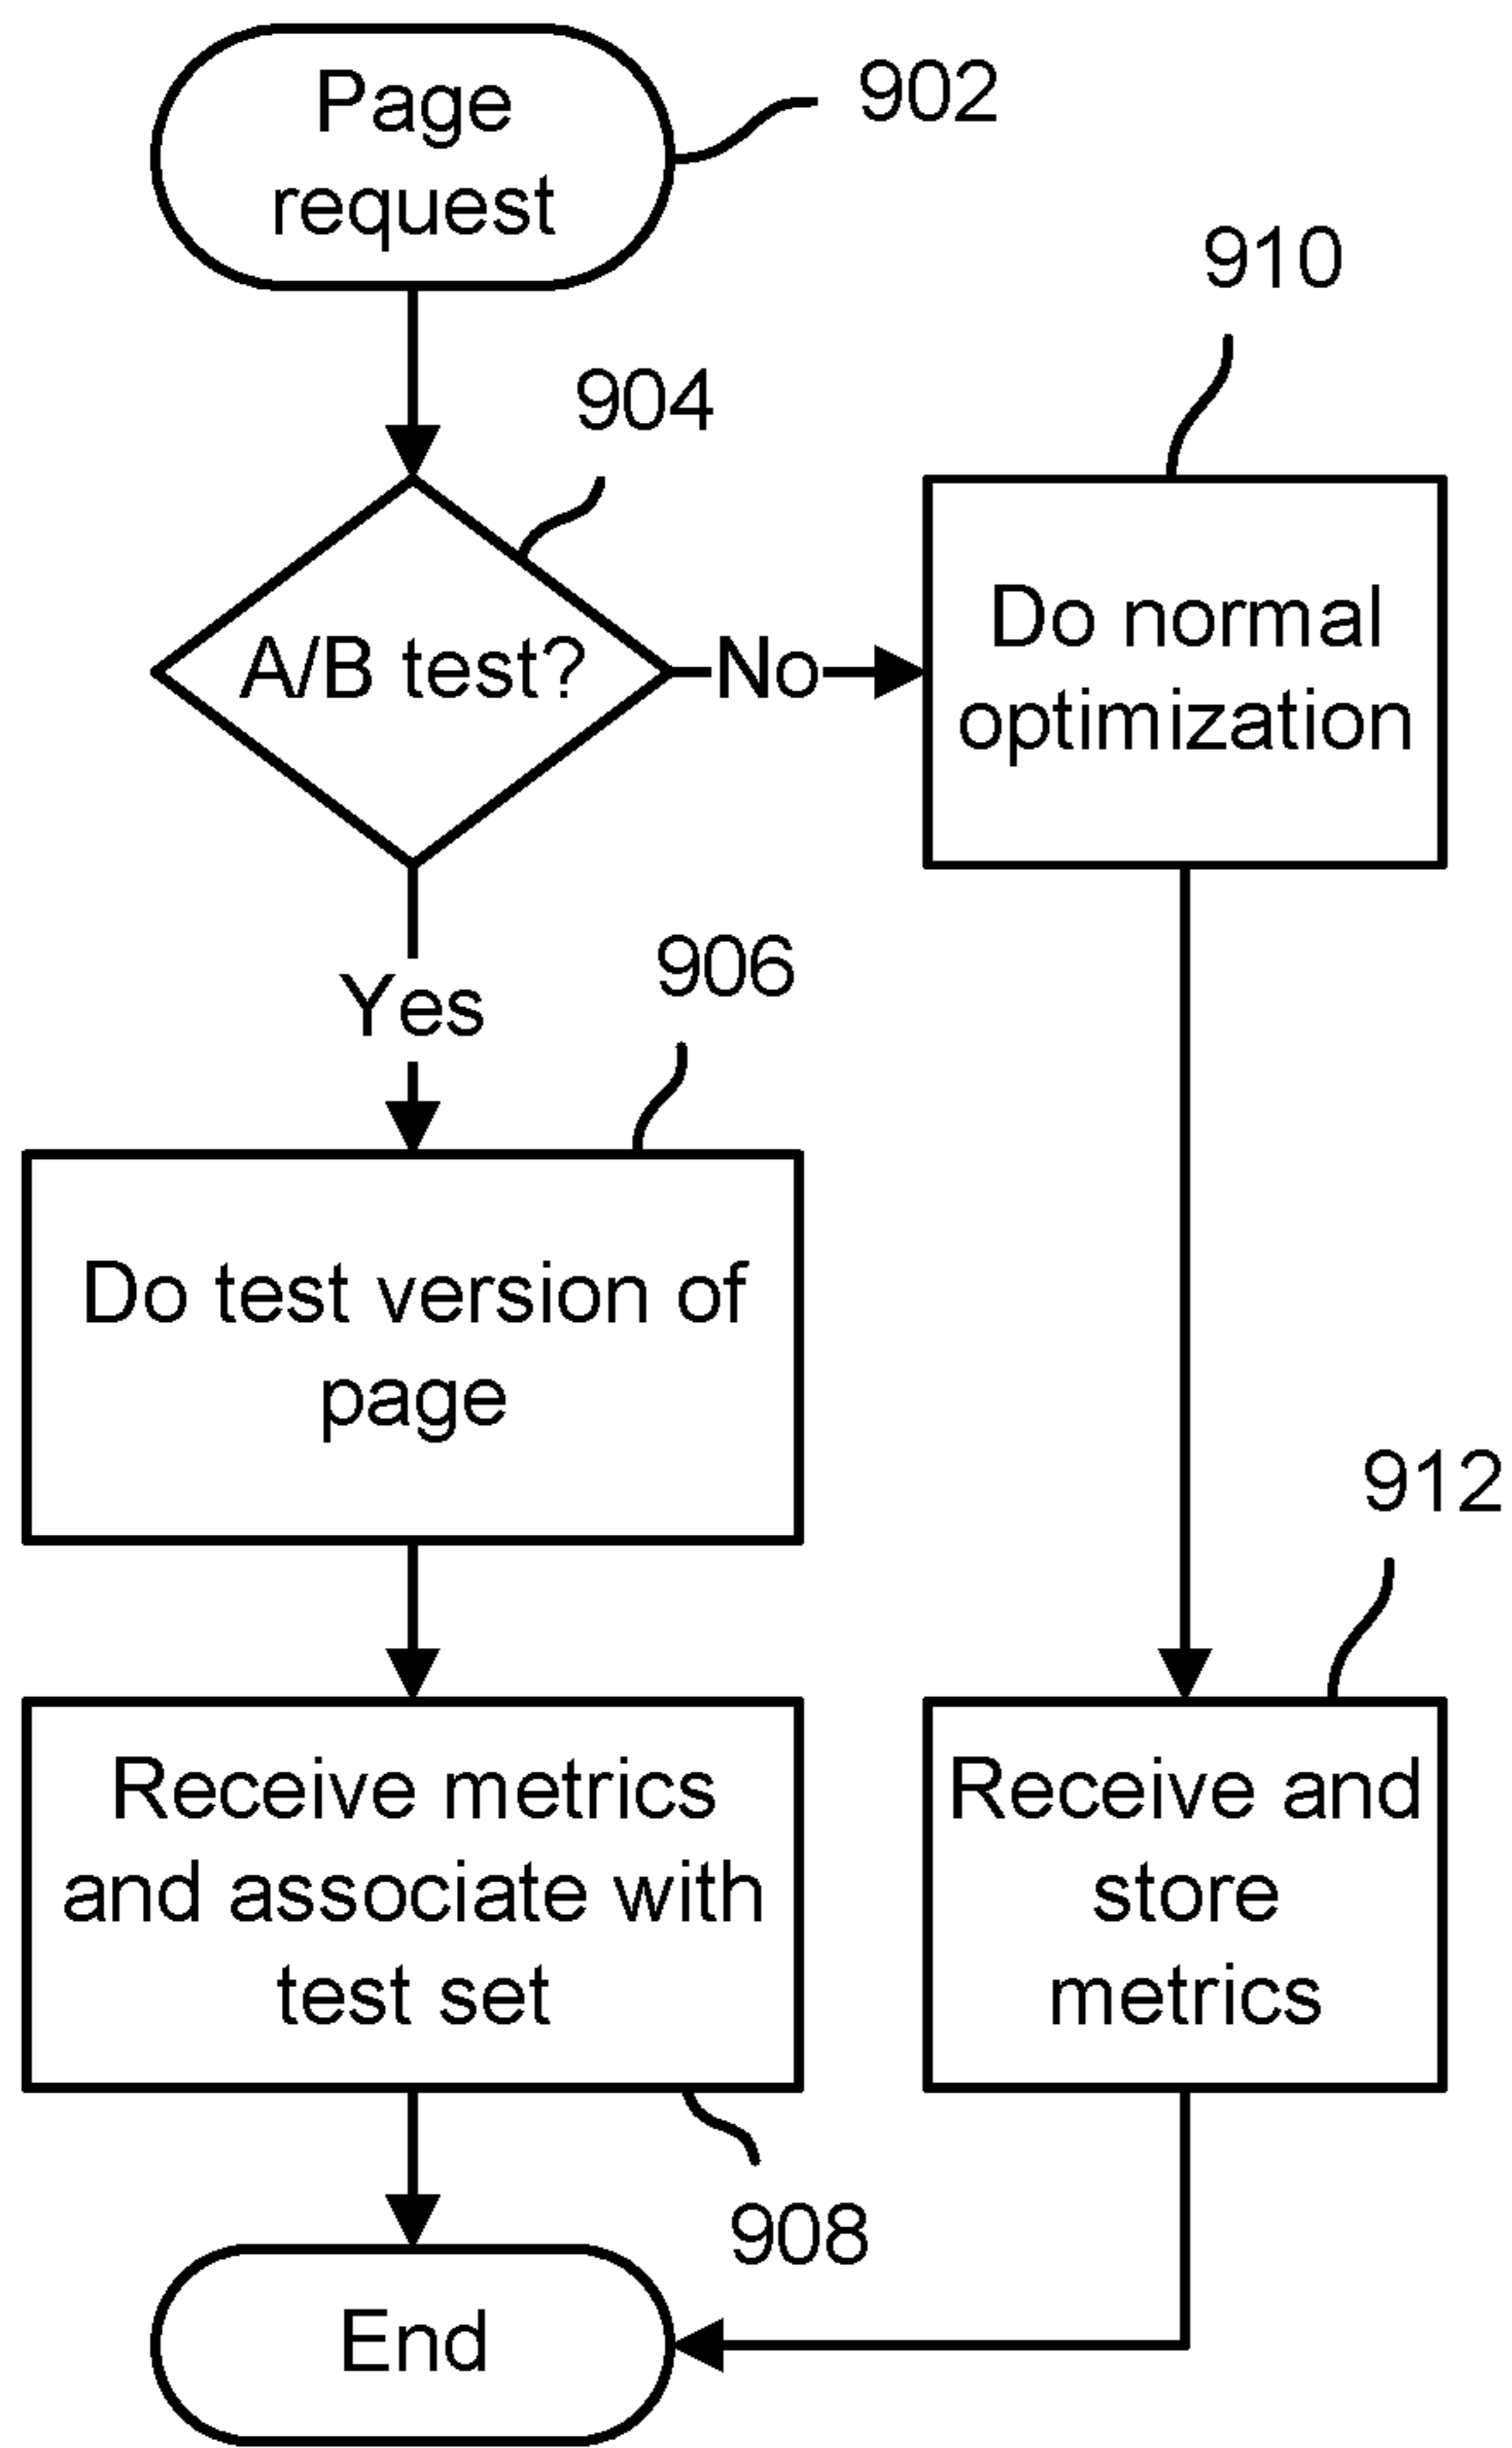 Page
request
902
904
A/B test?
No
910
Do normal
optimization
Yes
906
Do test version of
page
912
Receive metrics
and associate with
test set
Receive and
store
metrics
908
End